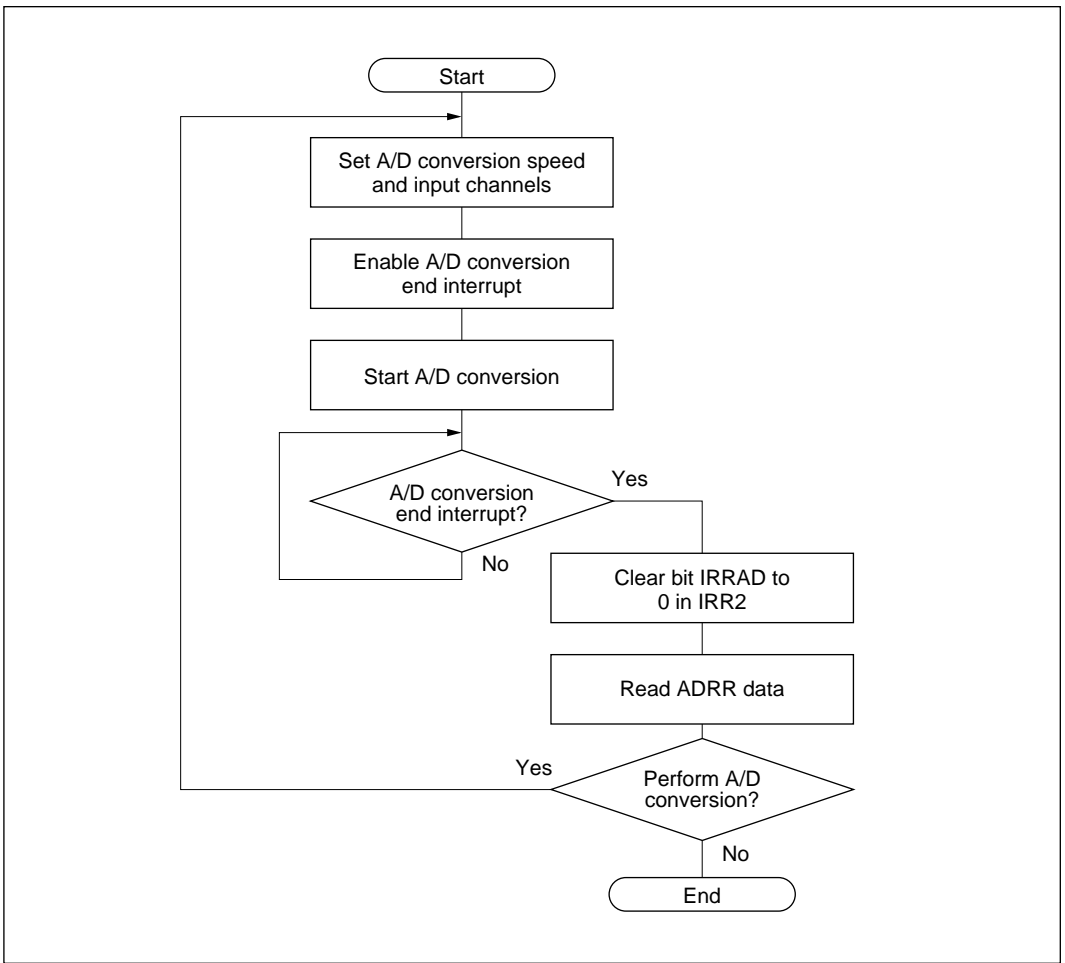 Start
Set A/D conversion speed
and input channels
Enable A/D conversion
end interrupt
Start A/D conversion
A/D conversion
end interrupt?
Yes
No
Clear bit IRRAD to
0 in IRR2
Read ADRR data
Perform A/D
conversion?
Yes
No
End